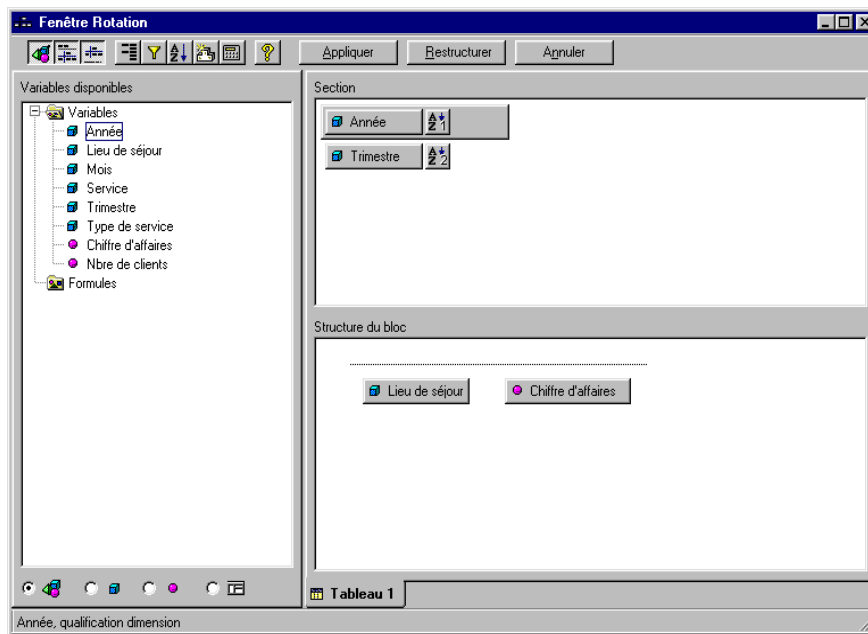 Fenêtre Rotation
Appliquer Restructurer Annuler
Variables disponibles
Variables
Année
Lieu de séjour
Mois
Service
Trimestre
Type de service
Chiffre d'affaires
Nbre de clients
Formules
Section
Année A Z 1
Trimestre A Z 2
Structure du bloc
Lieu de séjour Chiffre d'affaires
Tableau 1
Année, qualification dimension